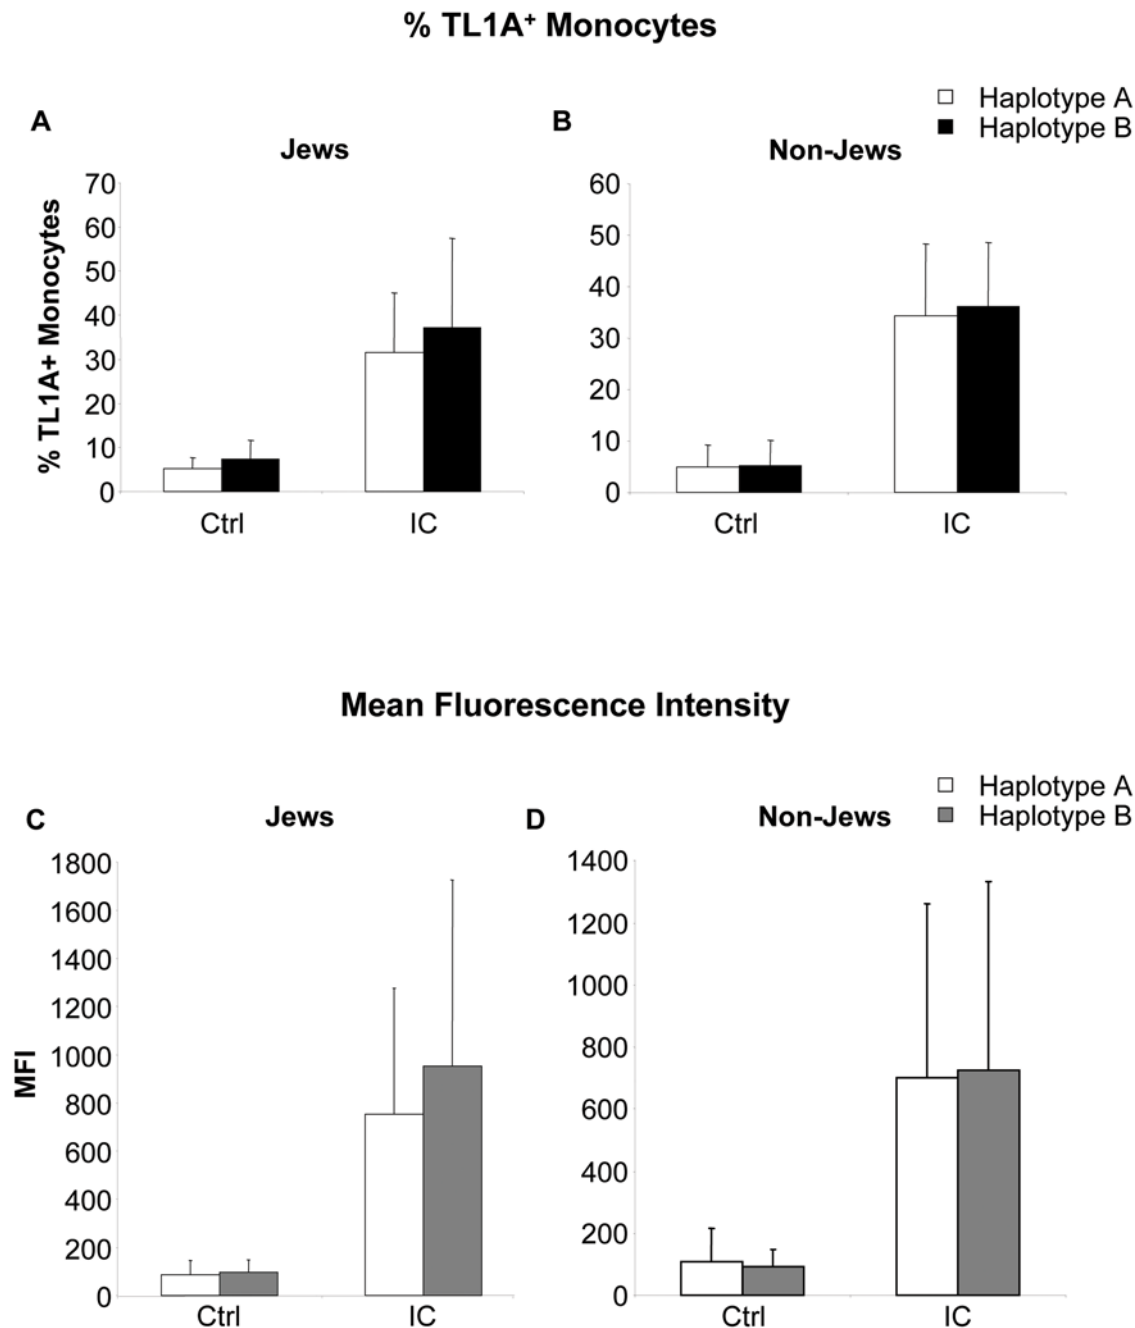 % TL1A⁺ Monocytes
Haplotype A
Haplotype B
A
Jews
B
Non-Jews
% TL1A+ Monocytes
70
60
50
40
30
20
10
0
Ctrl
IC
60
50
40
30
20
10
0
Ctrl
IC
Mean Fluorescence Intensity
Haplotype A
Haplotype B
C
Jews
D
Non-Jews
MFI
1800
1600
1400
1200
1000
800
600
400
200
0
Ctrl
IC
1400
1200
1000
800
600
400
200
0
Ctrl
IC